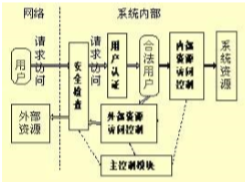 网络
系统内部
用户
请求访问
安全检查
请求访问
用户认证
合法用户
内部资源访问控制
系统资源
外部资源
外部资源访问控制
主控制模块